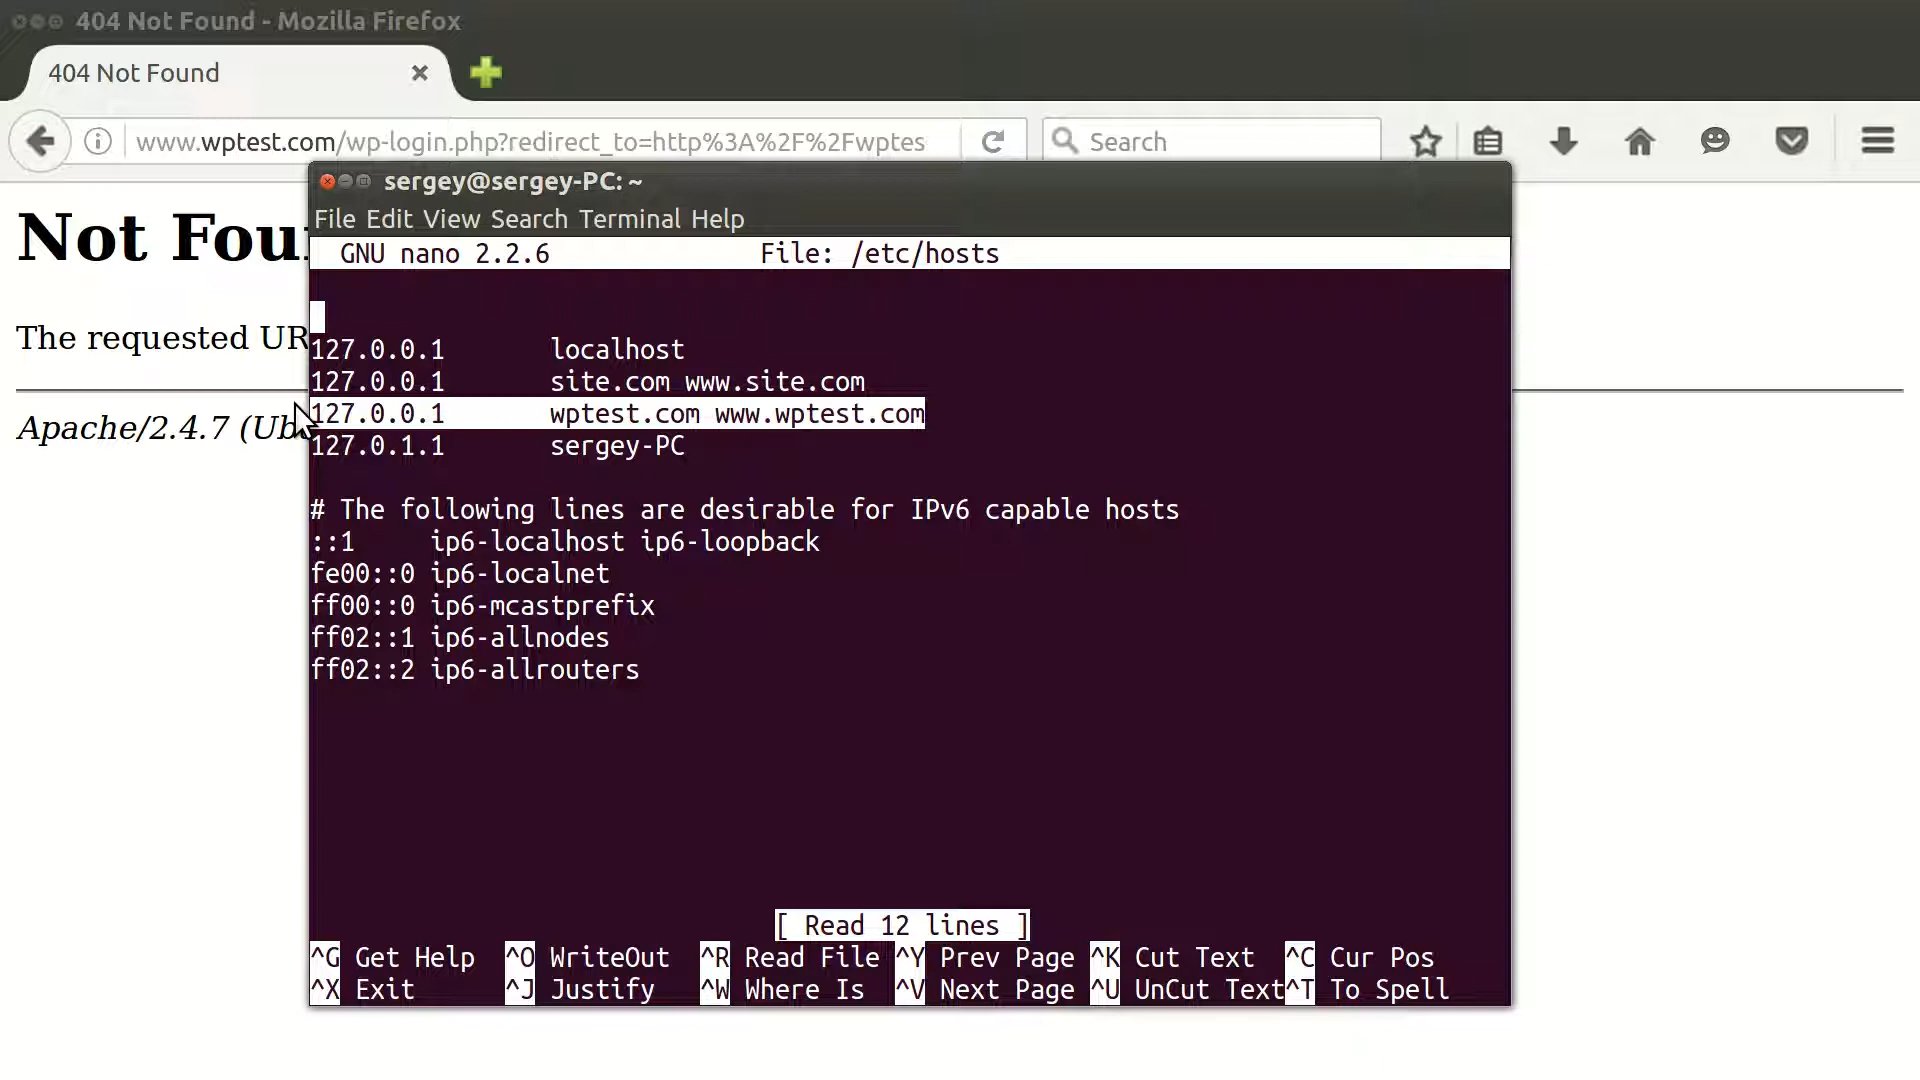 404 Not Found - Mozilla Firefox
404 Not Found
www.wptest.com/wp-login.php?redirect_to=http%3A%2F%2Fwptes
Search
Not Fou
The requested UR
Apache/2.4.7 (Ub
sergey@sergey-PC: ~
File Edit View Search Terminal Help
GNU nano 2.2.6 File: /etc/hosts
127.0.0.1 localhost
127.0.0.1 site.com www.site.com
127.0.0.1 wptest.com www.wptest.com
127.0.1.1 sergey-PC
# The following lines are desirable for IPv6 capable hosts
::1 ip6-localhost ip6-loopback
fe00::0 ip6-localnet
ff00::0 ip6-mcastprefix
ff02::1 ip6-allnodes
ff02::2 ip6-allrouters
[ Read 12 lines ]
^G Get Help ^O WriteOut ^R Read File ^Y Prev Page ^K Cut Text ^C Cur Pos
^X Exit ^J Justify ^W Where Is ^V Next Page ^U UnCut Text^T To Spell